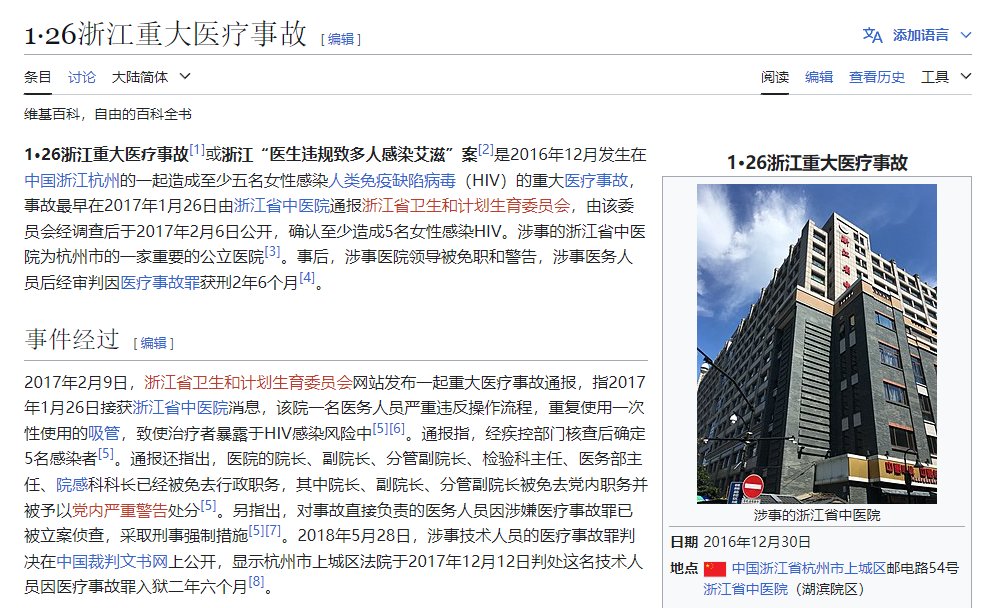 1·26浙江重大医疗事故 [编辑]
添加语言
条目 讨论 大陆简体
阅读 编辑 查看历史 工具
维基百科，自由的百科全书
1•26浙江重大医疗事故[1]或浙江“医生违规致多人感染艾滋”案[2]是2016年12月发生在
中国浙江杭州的一起造成至少五名女性感染人类免疫缺陷病毒（HIV）的重大医疗事故，
事故最早在2017年1月26日由浙江省中医院通报浙江省卫生和计划生育委员会，由该委
员会经调查后于2017年2月6日公开，确认至少造成5名女性感染HIV。涉事的浙江省中医
院为杭州市的一家重要的公立医院[3]。事后，涉事医院领导被免职和警告，涉事医务人
员后经审判因医疗事故罪获刑2年6个月[4]。
事件经过 [编辑]
2017年2月9日，浙江省卫生和计划生育委员会网站发布一起重大医疗事故通报，指2017
年1月26日接获浙江省中医院消息，该院一名医务人员严重违反操作流程，重复使用一次
性使用的吸管，致使治疗者暴露于HIV感染风险中[5][6]。通报指，经疾控部门核查后确定
5名感染者[5]。通报还指出，医院的院长、副院长、分管副院长、检验科主任、医务部主
任、院感科科长已经被免去行政职务，其中院长、副院长、分管副院长被免去党内职务并
被予以党内严重警告处分[5]。另指出，对事故直接负责的医务人员因涉嫌医疗事故罪已
被立案侦查，采取刑事强制措施[5][7]。2018年5月28日，涉事技术人员的医疗事故罪判
决在中国裁判文书网上公开，显示杭州市上城区法院于2017年12月12日判处这名技术人
员因医疗事故罪入狱二年六个月[8]。
1•26浙江重大医疗事故
浙江省中
涉事的浙江省中医院
日期 2016年12月30日
地点 中国浙江省杭州市上城区邮电路54号
浙江省中医院（湖滨院区）